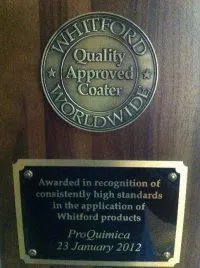 WHITFORD
Quality
Approved
Coater
WORLDWIDE
Awarded in recognition of
consistently high standards
in the application of
Whitford products
ProQuimica
23 January 2012